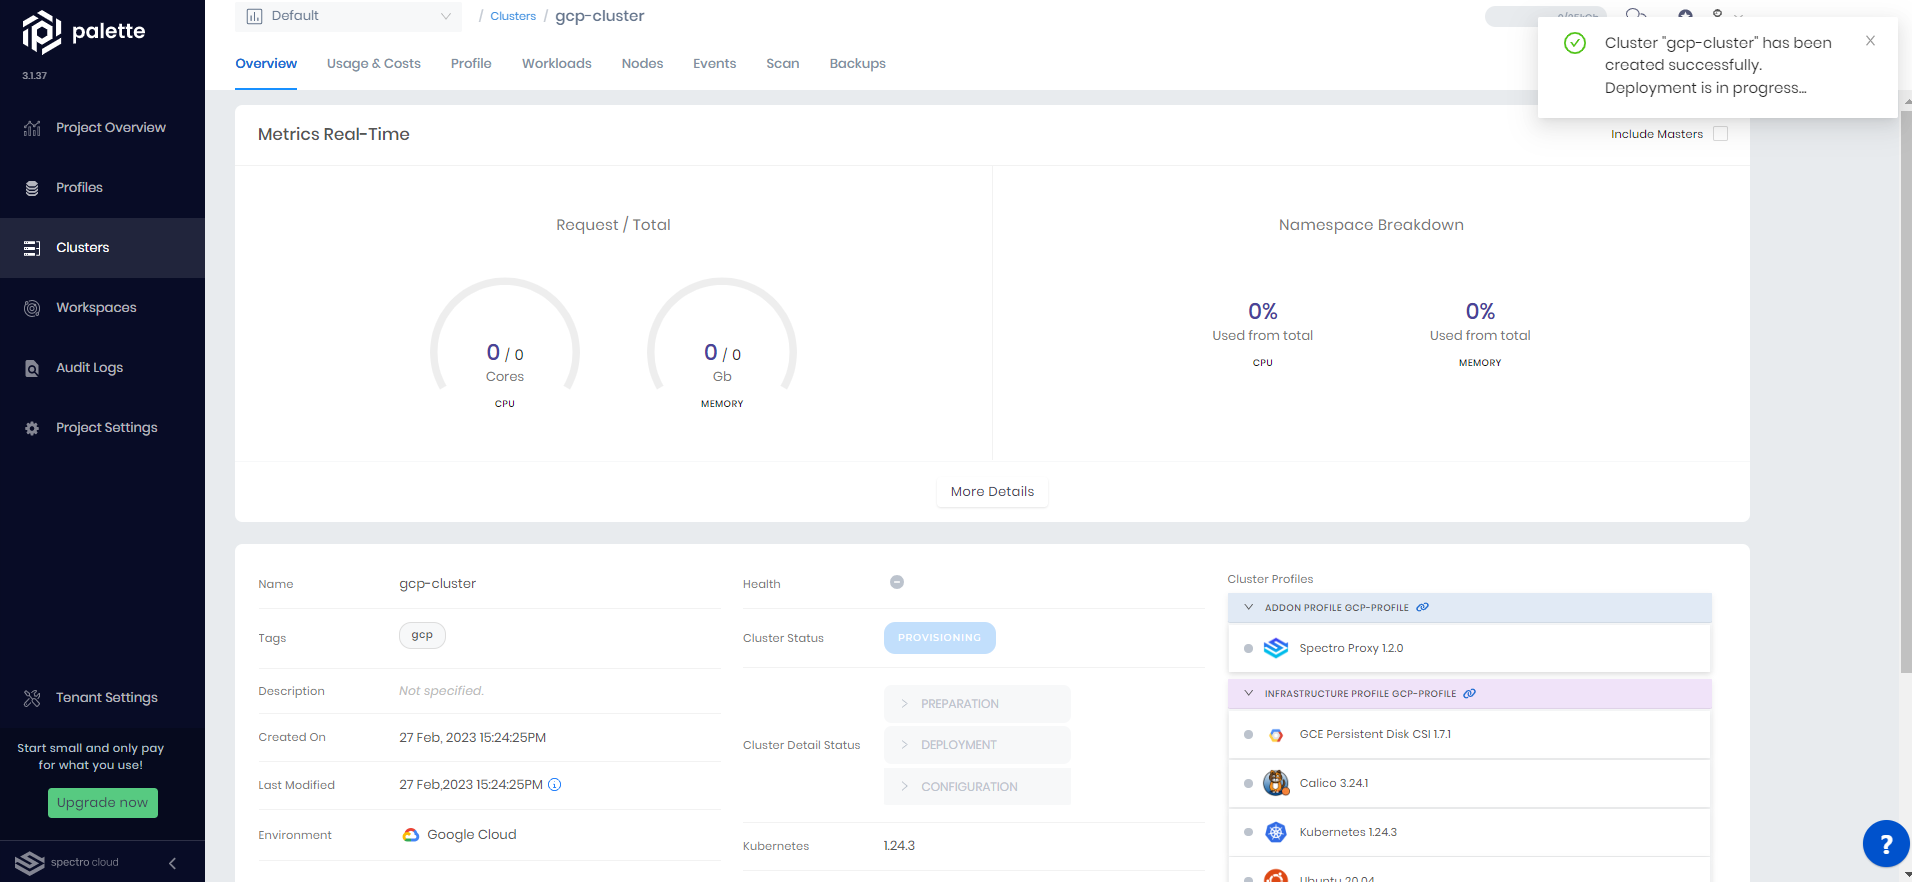 palette
3.1.37
Project Overview
Profiles
Clusters
Workspaces
Audit Logs
Project Settings
Tenant Settings
Start small and only pay
for what you use!
Upgrade now
spectro cloud
Default
/ Clusters / gcp-cluster
Overview Usage & Costs Profile Workloads Nodes Events Scan Backups
Cluster "gcp-cluster" has been
created successfully.
Deployment is in progress...
Metrics Real-Time
Include Masters
Request / Total
0 / 0
Cores
CPU
0 / 0
Gb
MEMORY
Namespace Breakdown
0%
Used from total
CPU
0%
Used from total
MEMORY
More Details
Name gcp-cluster
Tags gcp
Description Not specified.
Created On 27 Feb, 2023 15:24:25PM
Last Modified 27 Feb,2023 15:24:25PM
Environment Google Cloud
Health
Cluster Status PROVISIONING
Cluster Detail Status
PREPARATION
DEPLOYMENT
CONFIGURATION
Kubernetes 1.24.3
Cluster Profiles
ADDON PROFILE GCP-PROFILE
Spectro Proxy 1.2.0
INFRASTRUCTURE PROFILE GCP-PROFILE
GCE Persistent Disk CSI 1.7.1
Calico 3.24.1
Kubernetes 1.24.3
Ubuntu 20.04
?